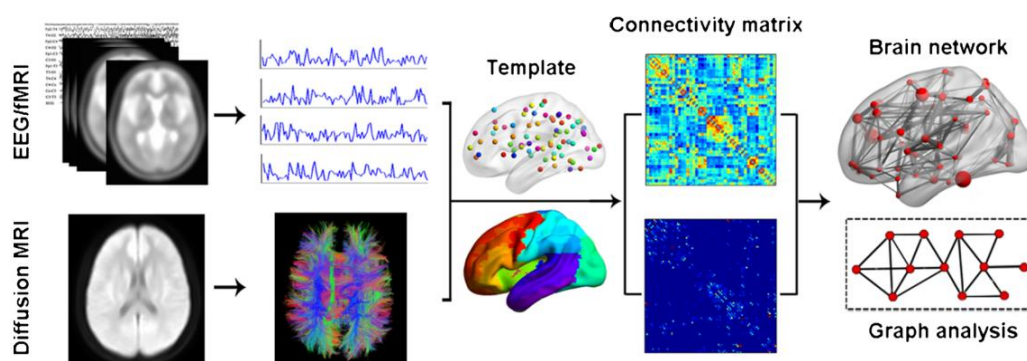 EEG/fMRI
Diffusion MRI
Template
Connectivity matrix
Brain network
Graph analysis